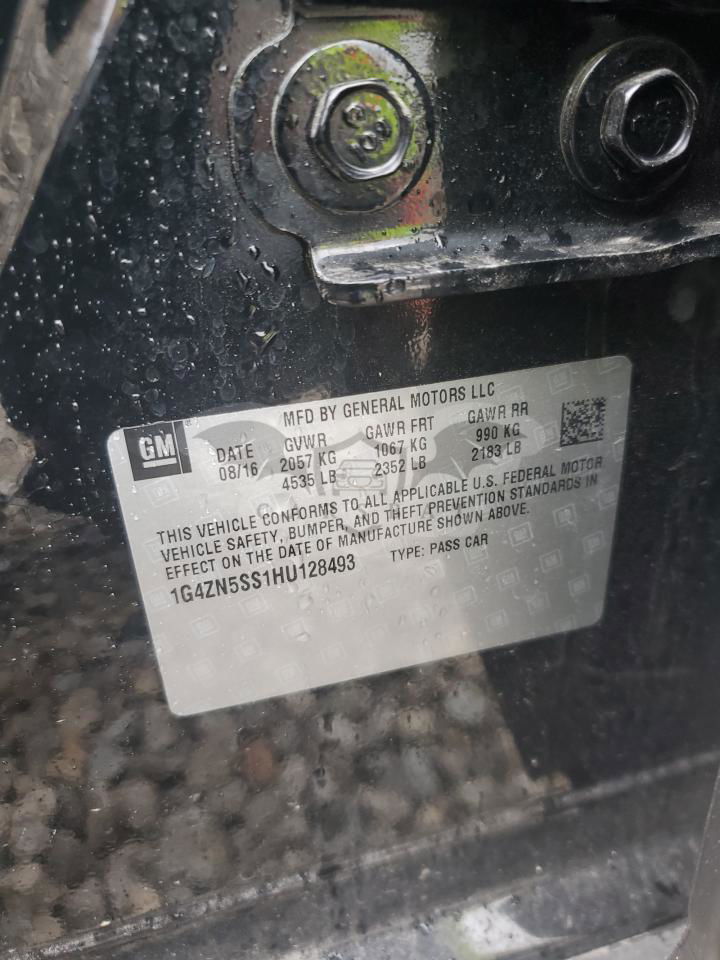 GM
MFD BY GENERAL MOTORS LLC
DATE GVWR GAWR FRT GAWR RR
08/16 2057 KG 1067 KG 990 KG
4535 LB 2352 LB 2183 LB
THIS VEHICLE CONFORMS TO ALL APPLICABLE U.S. FEDERAL MOTOR
VEHICLE SAFETY, BUMPER, AND THEFT PREVENTION STANDARDS IN
EFFECT ON THE DATE OF MANUFACTURE SHOWN ABOVE.
1G4ZN5SS1HU128493 TYPE: PASS CAR